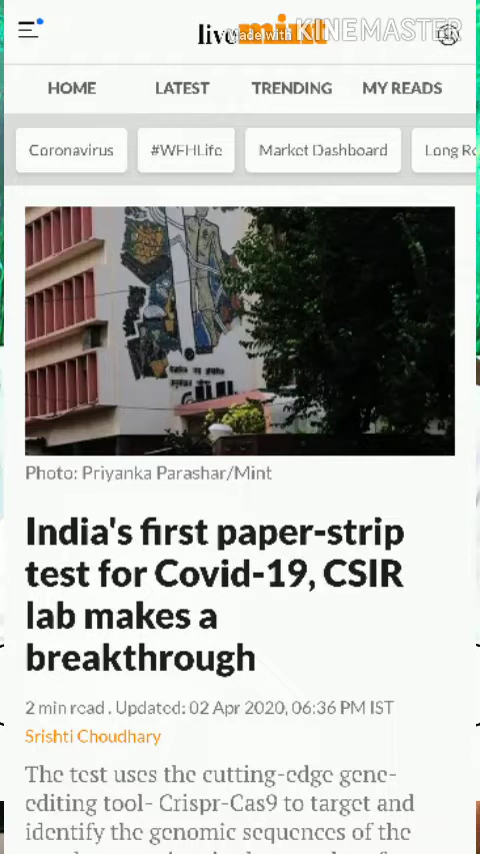 livemint
Made with KINEMASTER
HOME LATEST TRENDING MY READS
Coronavirus #WFHLife Market Dashboard Long
Photo: Priyanka Parashar/Mint
India's first paper-strip
test for Covid-19, CSIR
lab makes a
breakthrough
2 min read . Updated: 02 Apr 2020, 06:36 PM IST
Srishti Choudhary
The test uses the cutting-edge gene-
editing tool- Crispr-Cas9 to target and
identify the genomic sequences of the